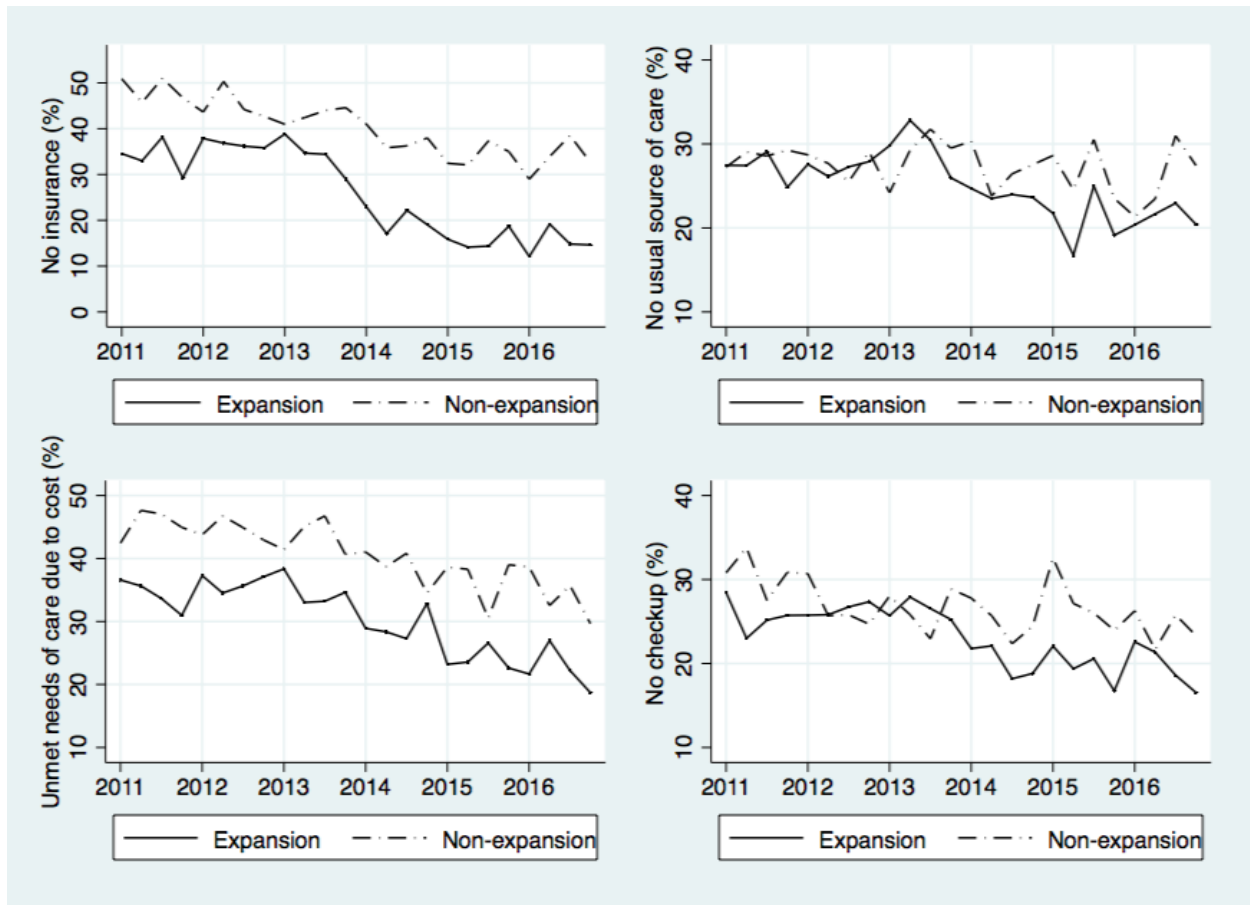 No insurance (%)
50
40
30
20
10
0
2011 2012 2013 2014 2015 2016
Expansion Non-expansion
No usual source of care (%)
40
30
20
10
2011 2012 2013 2014 2015 2016
Expansion Non-expansion
Unmet needs of care due to cost (%)
50
40
30
20
10
2011 2012 2013 2014 2015 2016
Expansion Non-expansion
No checkup (%)
40
30
20
10
2011 2012 2013 2014 2015 2016
Expansion Non-expansion